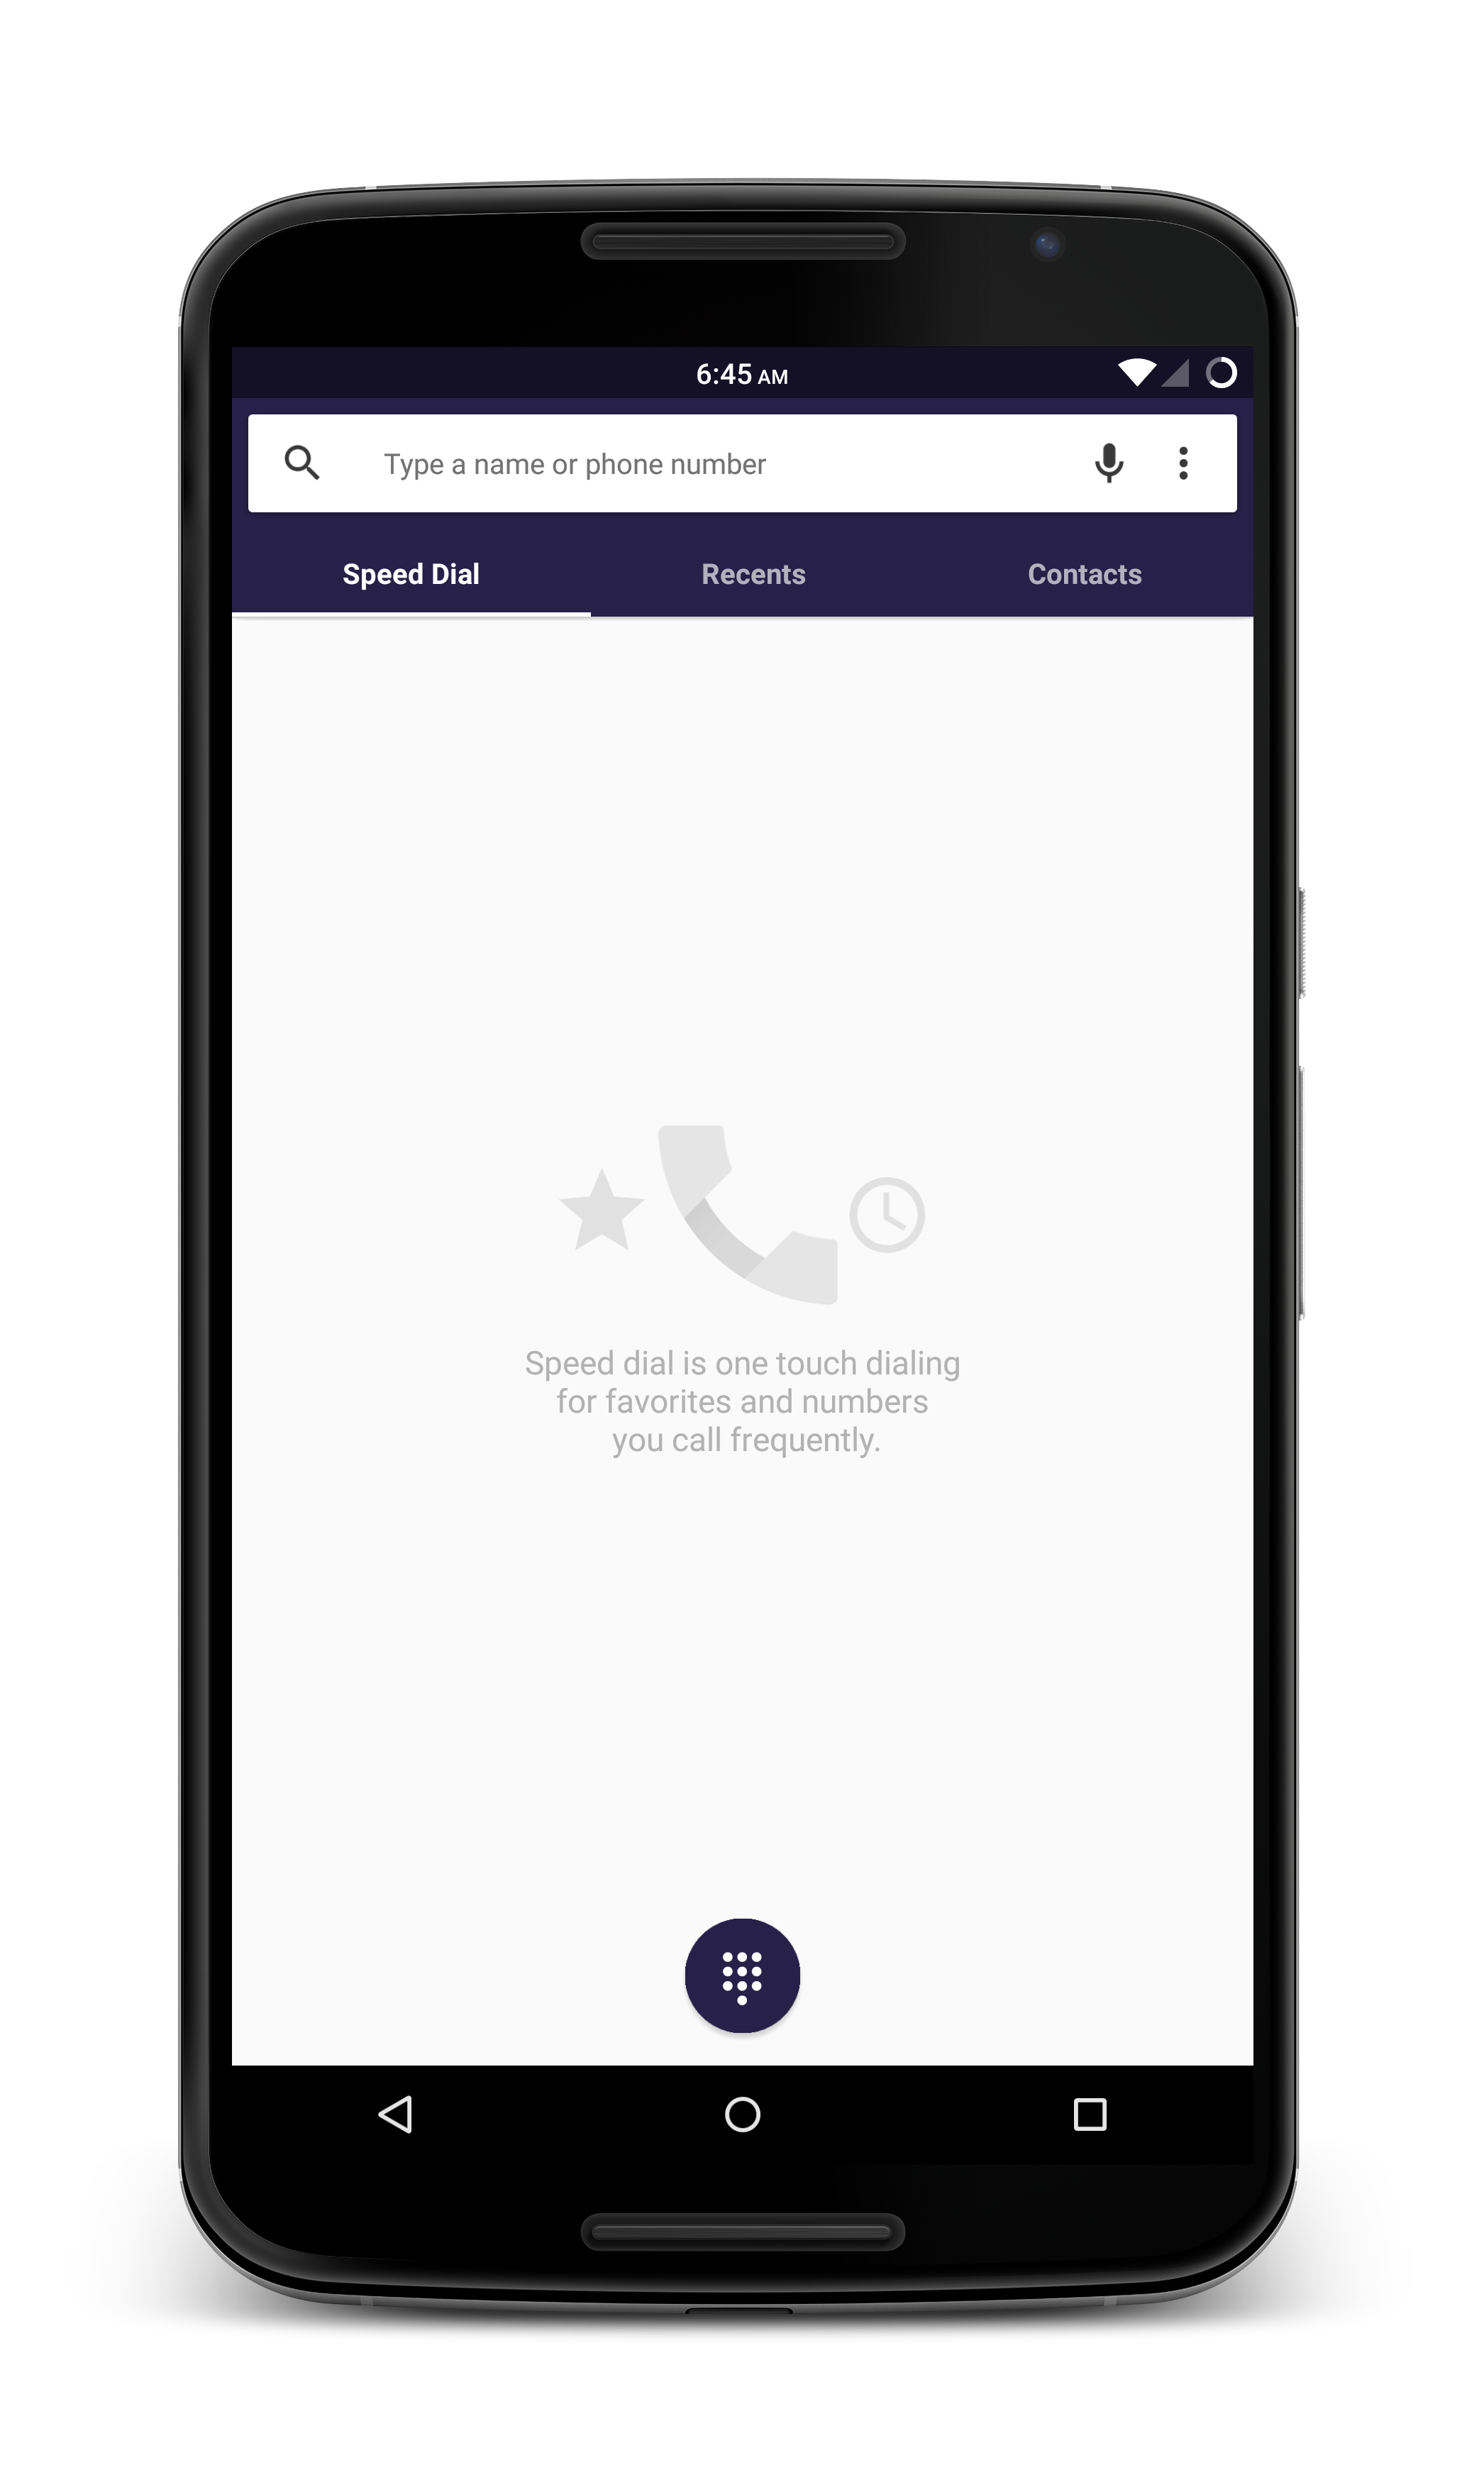 6:45 AM
Type a name or phone number
Speed Dial Recents Contacts
Speed dial is one touch dialing
for favorites and numbers
you call frequently.